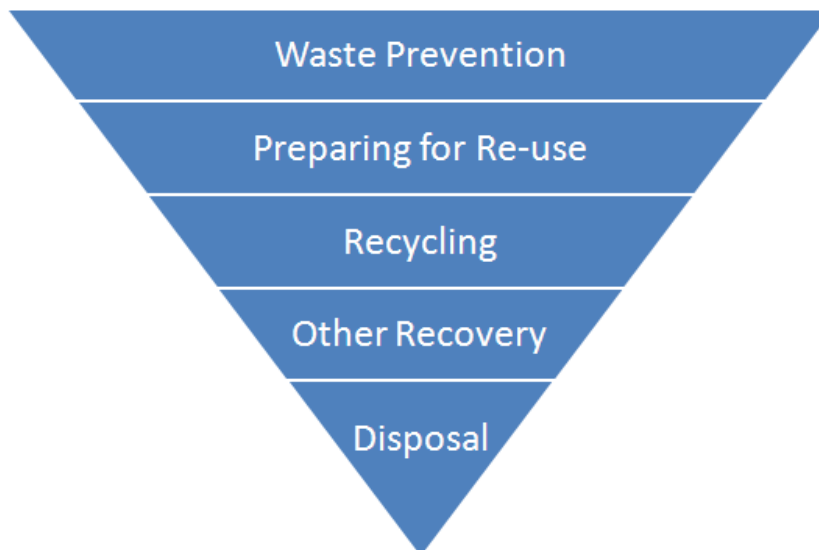 Waste Prevention
Preparing for Re-use
Recycling
Other Recovery
Disposal